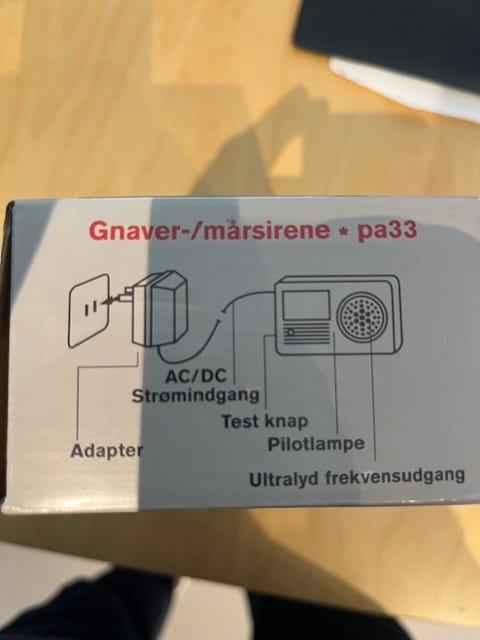 Gnaver-/mårsirene * pa33
AC/DC
Strømindgang
Test knap
Pilotlampe
Adapter
Ultralyd frekvensudgang